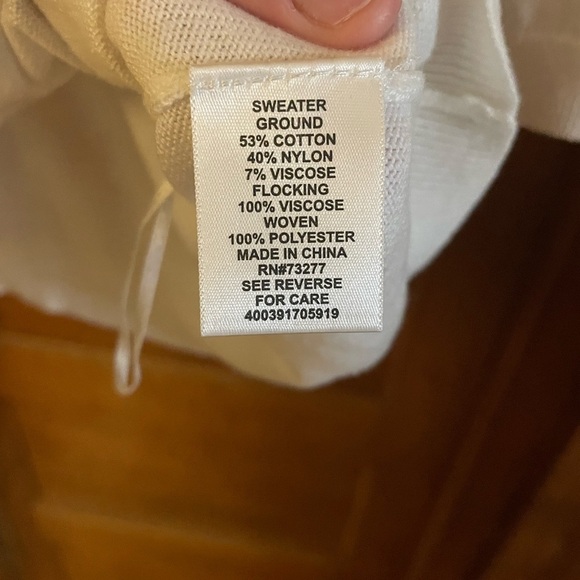 SWEATER
GROUND
53% COTTON
40% NYLON
7% VISCOSE
FLOCKING
100% VISCOSE
WOVEN
100% POLYESTER
MADE IN CHINA
RN#73277
SEE REVERSE
FOR CARE
400391705919